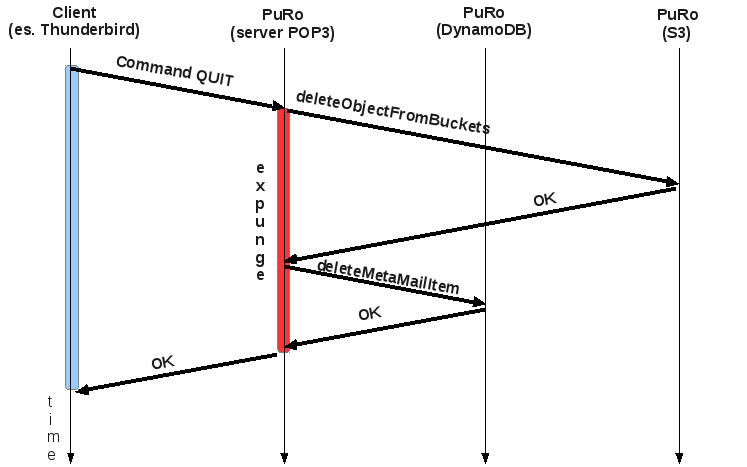 Client
(es. Thunderbird)
PuRo
(server POP3)
PuRo
(DynamoDB)
PuRo
(S3)
Command QUIT
deleteObjectFromBuckets
OK
expunge
deleteMetaMailItem
OK
OK
time